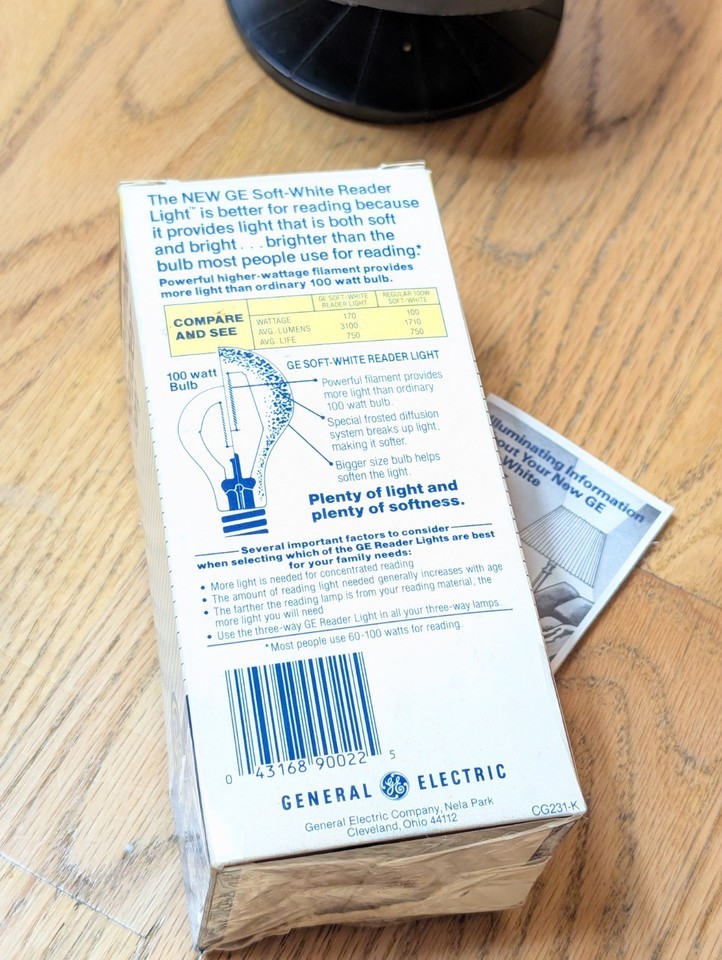 The NEW GE Soft-White Reader
Light™ is better for reading because
it provides light that is both soft
and bright . . . brighter than the
bulb most people use for reading.*
Powerful higher-wattage filament provides
more light than ordinary 100 watt bulb.
COMPARE
AND SEE
GE SOFT-WHITE
READER LIGHT
REGULAR 100W
SOFT-WHITE
WATTAGE 170 100
AVG. LUMENS 3100 1710
AVG. LIFE 750 750
100 watt
Bulb
GE SOFT-WHITE READER LIGHT
Powerful filament provides
more light than ordinary
100 watt bulb.
Special frosted diffusion
system breaks up light,
making it softer.
Bigger size bulb helps
soften the light.
Plenty of light and
plenty of softness.
Several important factors to consider
when selecting which of the GE Reader Lights are best
for your family needs:
• More light is needed for concentrated reading
• The amount of reading light needed generally increases with age
• The farther the reading lamp is from your reading material, the
more light you will need
• Use the three-way GE Reader Light in all your three-way lamps.
*Most people use 60-100 watts for reading.
0 43168 90022 5
GENERAL GE ELECTRIC
General Electric Company, Nela Park
Cleveland, Ohio 44112
CG231-K
Illuminating Information
out Your New GE
White